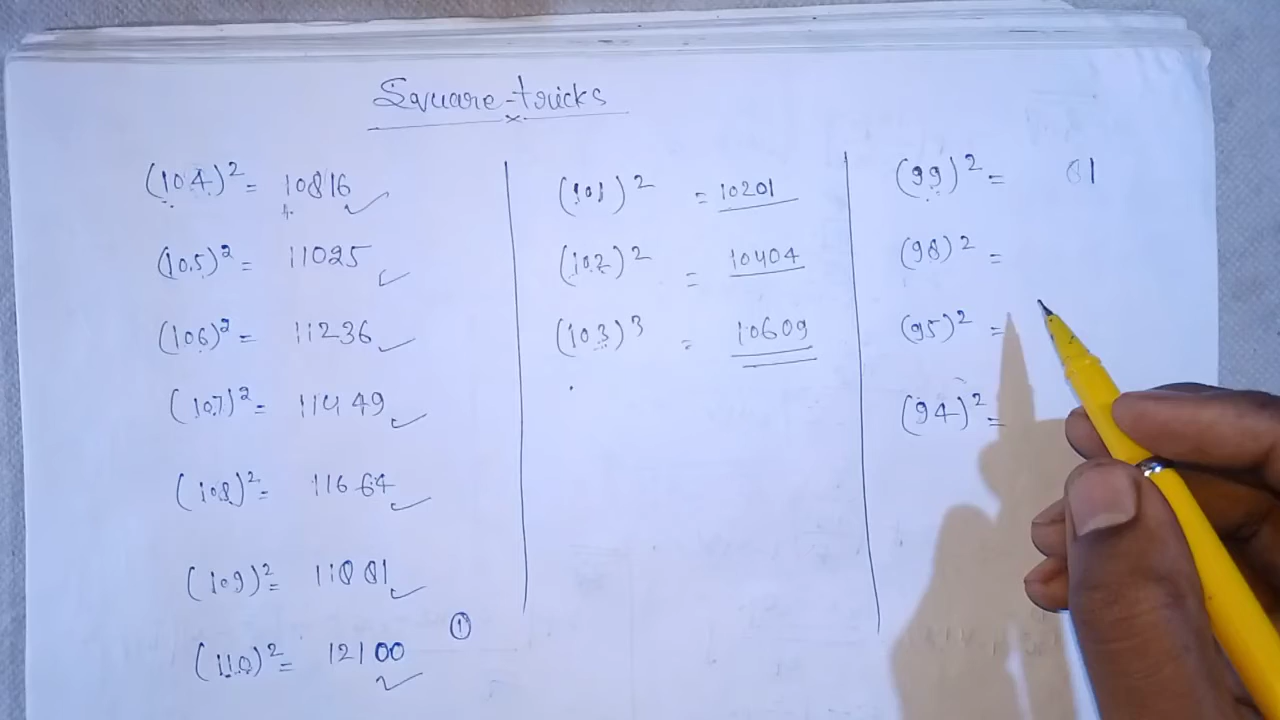 Square-tricks
(104)² = 10816
(105)² = 11025
(106)² = 11236
(107)² = 11449
(108)² = 11664
(109)² = 11881
(110)² = 12100
①
(101)² = 10201
(102)² = 10404
(103)³ = 10609
(99)² = 81
(98)² =
(95)² =
(94)² =